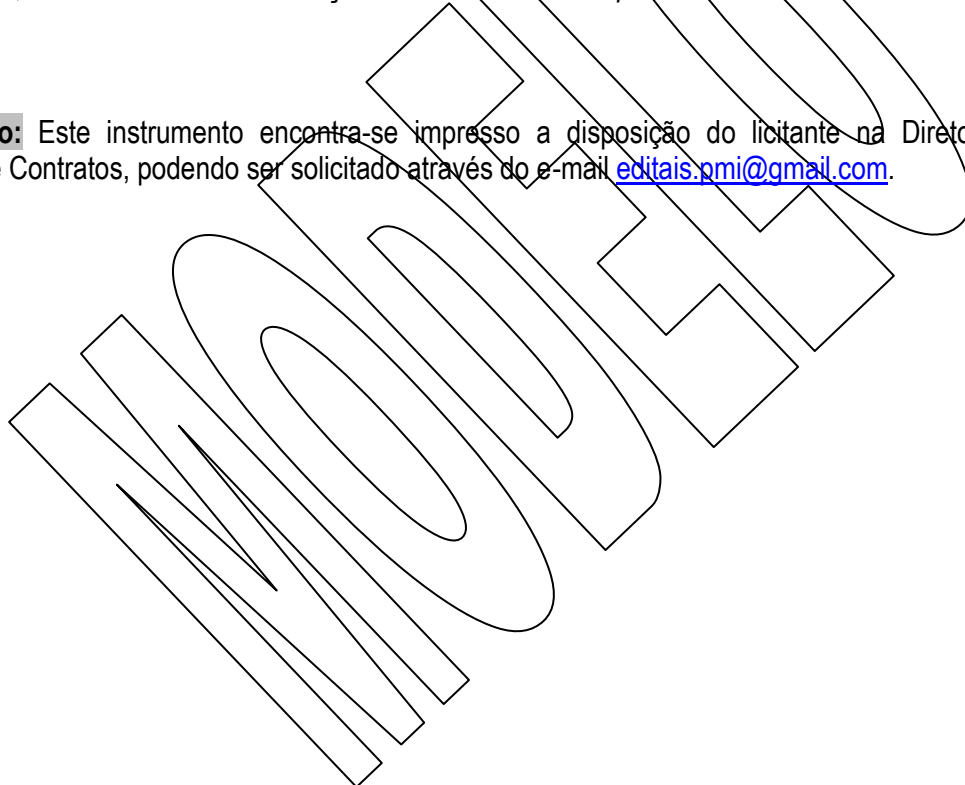 o: Este instrumento encontra-se impresso a disposição do licitante na Direto
e Contratos, podendo ser solicitado através do e-mail editais.pmi@gmail.com.
MODELO